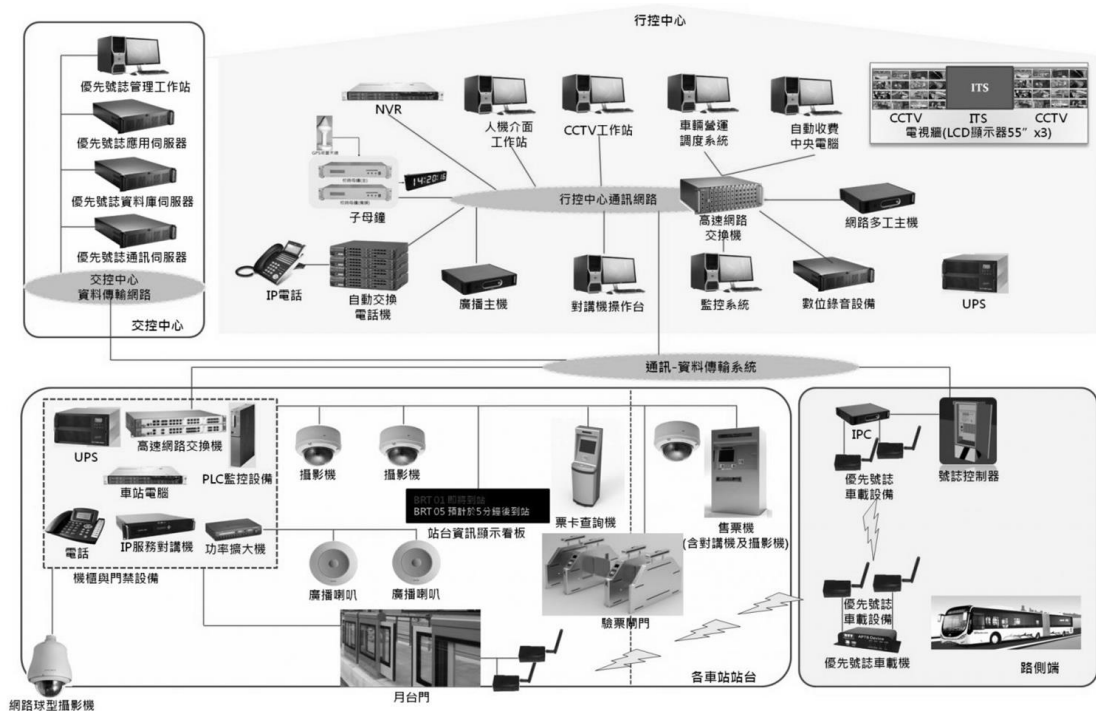 行控中心
優先號誌管理工作站
優先號誌應用伺服器
優先號誌資料庫伺服器
優先號誌通訊伺服器
交控中心
資料傳輸網路
交控中心
NVR
人機介面
工作站
CCTV工作站
車輛營運
調度系統
自動收費
中央電腦
ITS
CCTV
ITS
CCTV
電視牆(LCD顯示器55”x3)
14:20:16
子母鐘
行控中心通訊網路
高速網路
交換機
網路多工主機
IP電話
自動交換
電話機
廣播主機
對講機操作台
監控系統
數位錄音設備
UPS
通訊-資料傳輸系統
UPS
高速網路交換機
PLC監控設備
車站電腦
電話
IP服務對講機
功率擴大機
機櫃與門禁設備
攝影機
攝影機
BRT 01 即將到站
BRT 05 預計於5分鐘後到站
站台資訊顯示看板
廣播喇叭
廣播喇叭
票卡查詢機
售票機
(含對講機及攝影機)
驗票閘門
月台門
各車站站台
網路球型攝影機
IPC
優先號誌
車載設備
號誌控制器
優先號誌
車載設備
優先號誌車載機
路側端